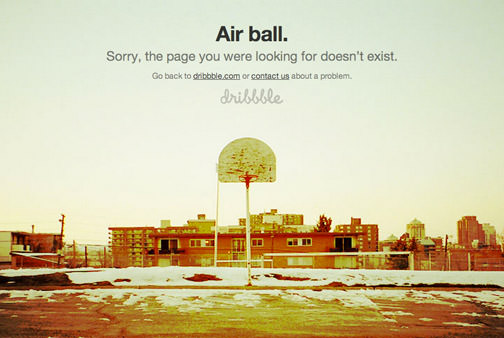 Air ball.
Sorry, the page you were looking for doesn't exist.
Go back to dribbble.com or contact us about a problem.
dribbble